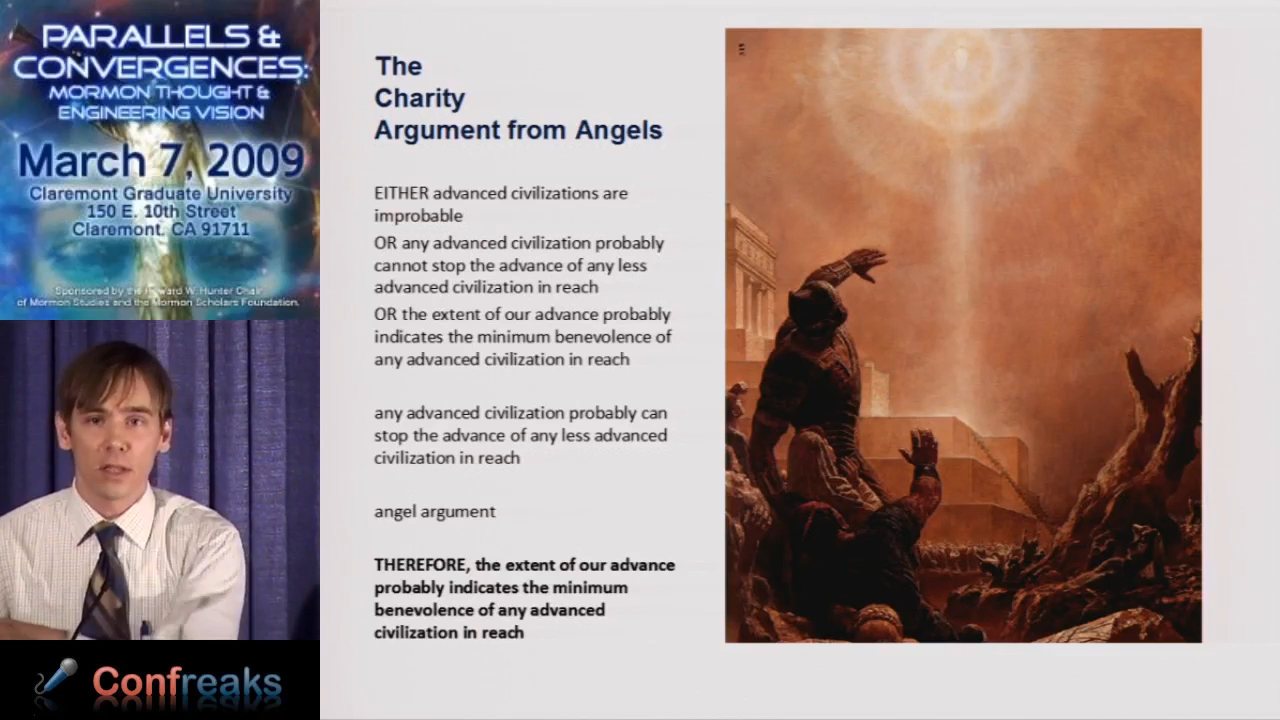 PARALLELS &
CONVERGENCES:
MORMON THOUGHT &
ENGINEERING VISION
March 7, 2009
Claremont Graduate University
150 E. 10th Street
Claremont, CA 91711
Sponsored by the Howard W. Hunter Chair
of Mormon Studies and the Mormon Scholars Foundation.
Confreaks
The
Charity
Argument from Angels
EITHER advanced civilizations are
improbable
OR any advanced civilization probably
cannot stop the advance of any less
advanced civilization in reach
OR the extent of our advance probably
indicates the minimum benevolence of
any advanced civilization in reach
any advanced civilization probably can
stop the advance of any less advanced
civilization in reach
angel argument
THEREFORE, the extent of our advance
probably indicates the minimum
benevolence of any advanced
civilization in reach